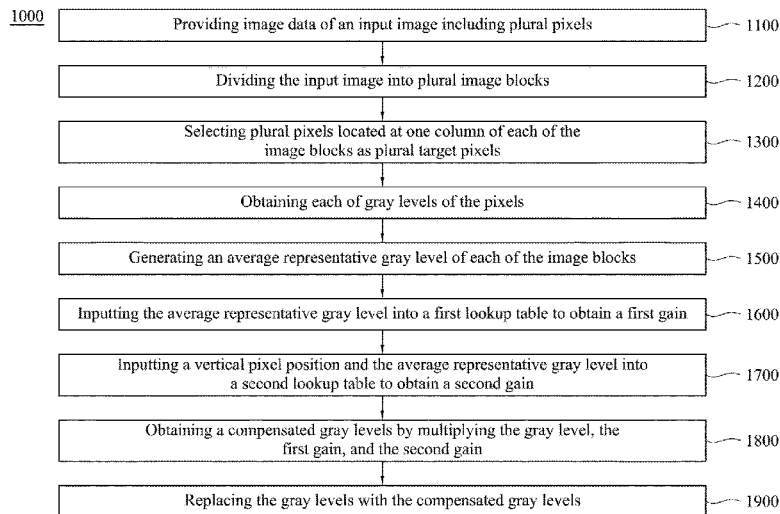 1000
Providing image data of an input image including plural pixels
1100
Dividing the input image into plural image blocks
1200
Selecting plural pixels located at one column of each of the
image blocks as plural target pixels
1300
Obtaining each of gray levels of the pixels
1400
Generating an average representative gray level of each of the image blocks
1500
Inputting the average representative gray level into a first lookup table to obtain a first gain
1600
Inputting a vertical pixel position and the average representative gray level into
a second lookup table to obtain a second gain
1700
Obtaining a compensated gray levels by multiplying the gray level, the
first gain, and the second gain
1800
Replacing the gray levels with the compensated gray levels
1900